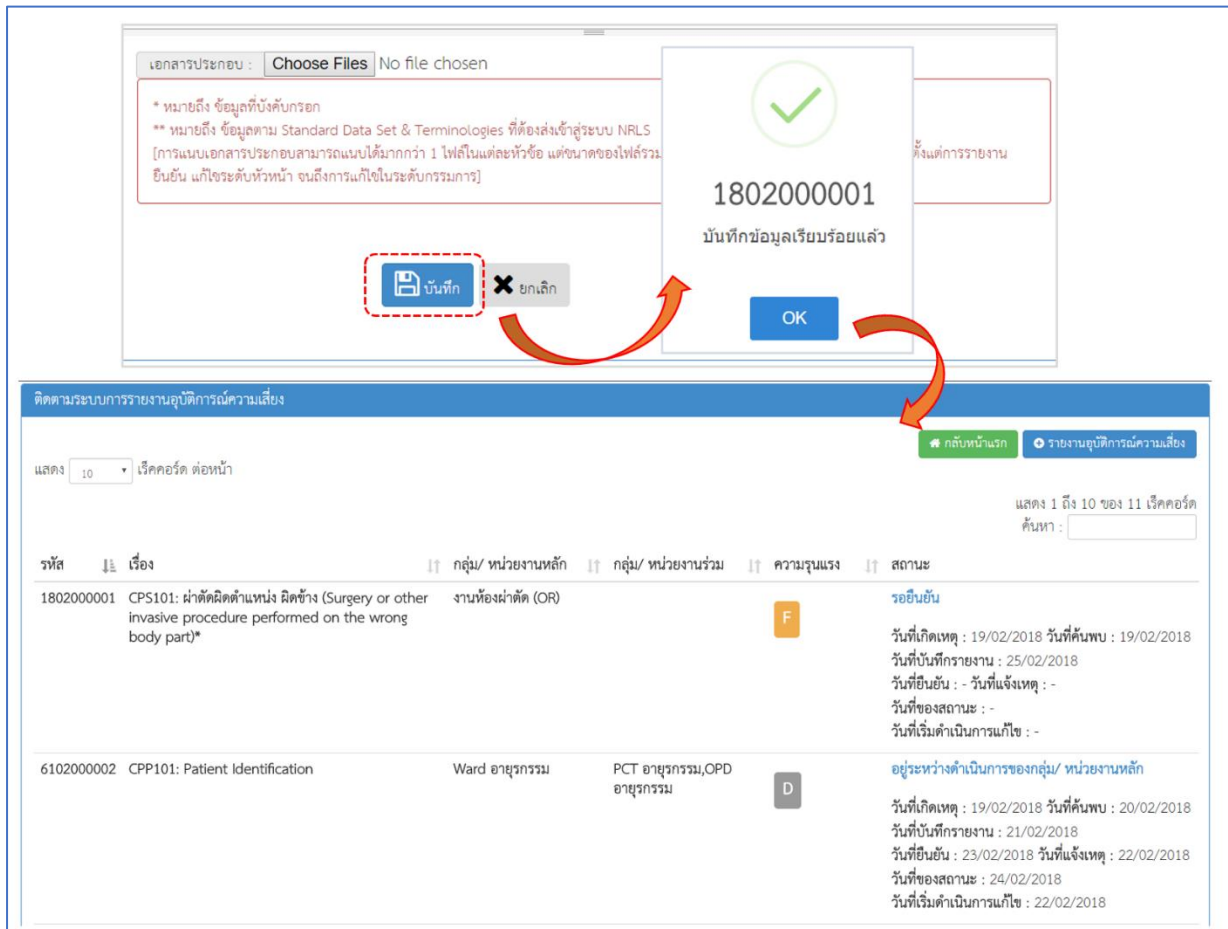 เอกสารประกอบ : Choose Files No file chosen
* หมายถึง ข้อมูลที่บังคับกรอก
** หมายถึง ข้อมูลตาม Standard Data Set & Terminologies ที่ต้องส่งเข้าสู่ระบบ NRLS
[การแนบเอกสารประกอบสามารถแนบได้มากกว่า 1 ไฟล์ในแต่ละหัวข้อ แต่ขนาดของไฟล์รวม ตั้งแต่การรายงาน
ยืนยัน แก้ไขระดับหัวหน้า จนถึงการแก้ไขในระดับกรรมการ]
1802000001
บันทึกข้อมูลเรียบร้อยแล้ว
OK
บันทึก ยกเลิก
ติดตามระบบการรายงานอุบัติการณ์ความเสี่ยง
กลับหน้าแรก รายงานอุบัติการณ์ความเสี่ยง
แสดง 10 เร็คคอร์ด ต่อหน้า
แสดง 1 ถึง 10 ของ 11 เร็คคอร์ด
ค้นหา :
รหัส เรื่อง กลุ่ม/ หน่วยงานหลัก กลุ่ม/ หน่วยงานร่วม ความรุนแรง สถานะ
1802000001 CPS101: ผ่าตัดผิดตำแหน่ง ผิดข้าง (Surgery or other งานห้องผ่าตัด (OR) รอยืนยัน
invasive procedure performed on the wrong F
body part)* วันที่เกิดเหตุ : 19/02/2018 วันที่ค้นพบ : 19/02/2018
วันที่บันทึกรายงาน : 25/02/2018
วันที่ยืนยัน : - วันที่แจ้งเหตุ : -
วันที่ของสถานะ : -
วันที่เริ่มดำเนินการแก้ไข : -
6102000002 CPP101: Patient Identification Ward อายุรกรรม PCT อายุรกรรม,OPD อยู่ระหว่างดำเนินการของกลุ่ม/ หน่วยงานหลัก
อายุรกรรม D
วันที่เกิดเหตุ : 19/02/2018 วันที่ค้นพบ : 20/02/2018
วันที่บันทึกรายงาน : 21/02/2018
วันที่ยืนยัน : 23/02/2018 วันที่แจ้งเหตุ : 22/02/2018
วันที่ของสถานะ : 24/02/2018
วันที่เริ่มดำเนินการแก้ไข : 22/02/2018